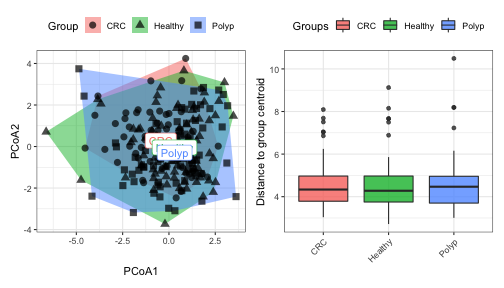 Group CRC Healthy Polyp
PCoA2
4
2
0
-2
-4
CRC
Polyp
-5.0 -2.5 0.0 2.5
PCoA1
Groups CRC Healthy Polyp
Distance to group centroid
10
8
6
4
CRC Healthy Polyp